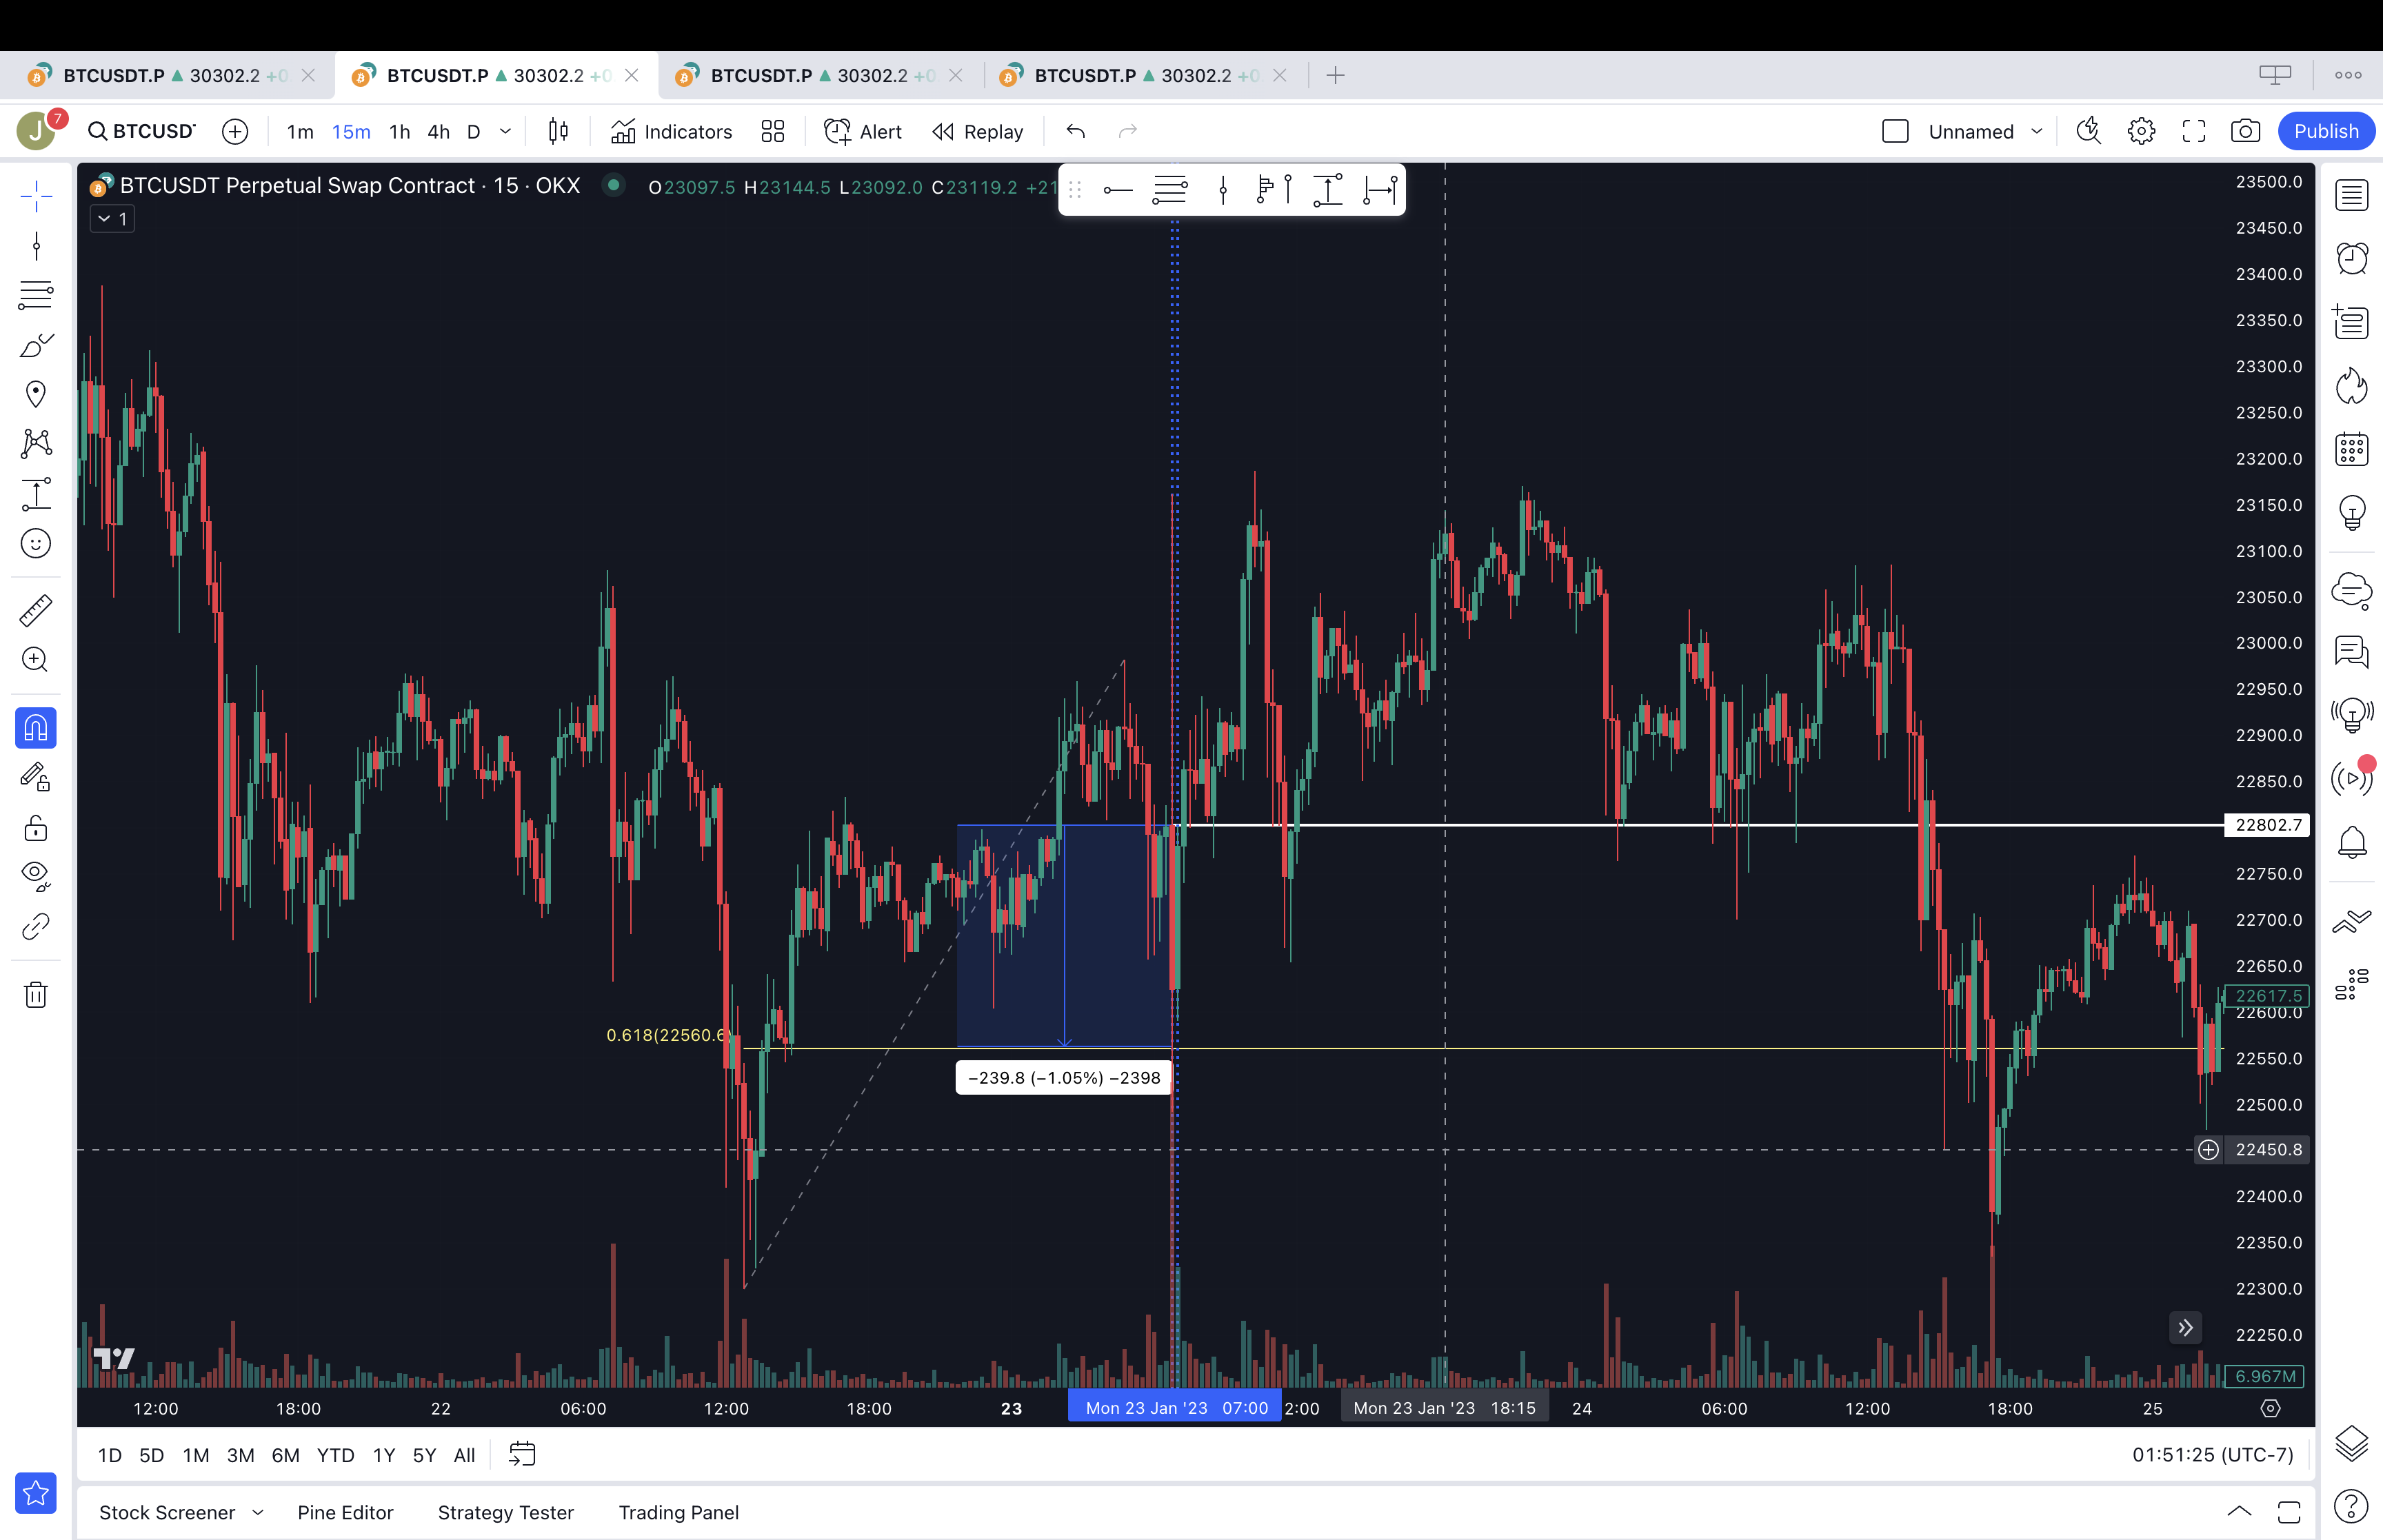 BTCUSDT.P ▲ 30302.2 +0
BTCUSDT.P ▲ 30302.2 +0
BTCUSDT.P ▲ 30302.2 +0
BTCUSDT.P ▲ 30302.2 +0
J 7 BTCUSD 1m 15m 1h 4h D Indicators Alert Replay Unnamed Publish
BTCUSDT Perpetual Swap Contract · 15 · OKX O23097.5 H23144.5 L23092.0 C23119.2 +21
1
23500.0
23450.0
23400.0
23350.0
23300.0
23250.0
23200.0
23150.0
23100.0
23050.0
23000.0
22950.0
22900.0
22850.0
22802.7
22750.0
22700.0
22650.0
22617.5
22600.0
0.618(22560.6)
22550.0
−239.8 (−1.05%) −2398
22500.0
22450.8
22400.0
22350.0
22300.0
22250.0
6.967M
12:00 18:00 22 06:00 12:00 18:00 23 Mon 23 Jan '23 07:00 2:00 Mon 23 Jan '23 18:15 24 06:00 12:00 18:00 25
1D 5D 1M 3M 6M YTD 1Y 5Y All 01:51:25 (UTC-7)
Stock Screener Pine Editor Strategy Tester Trading Panel